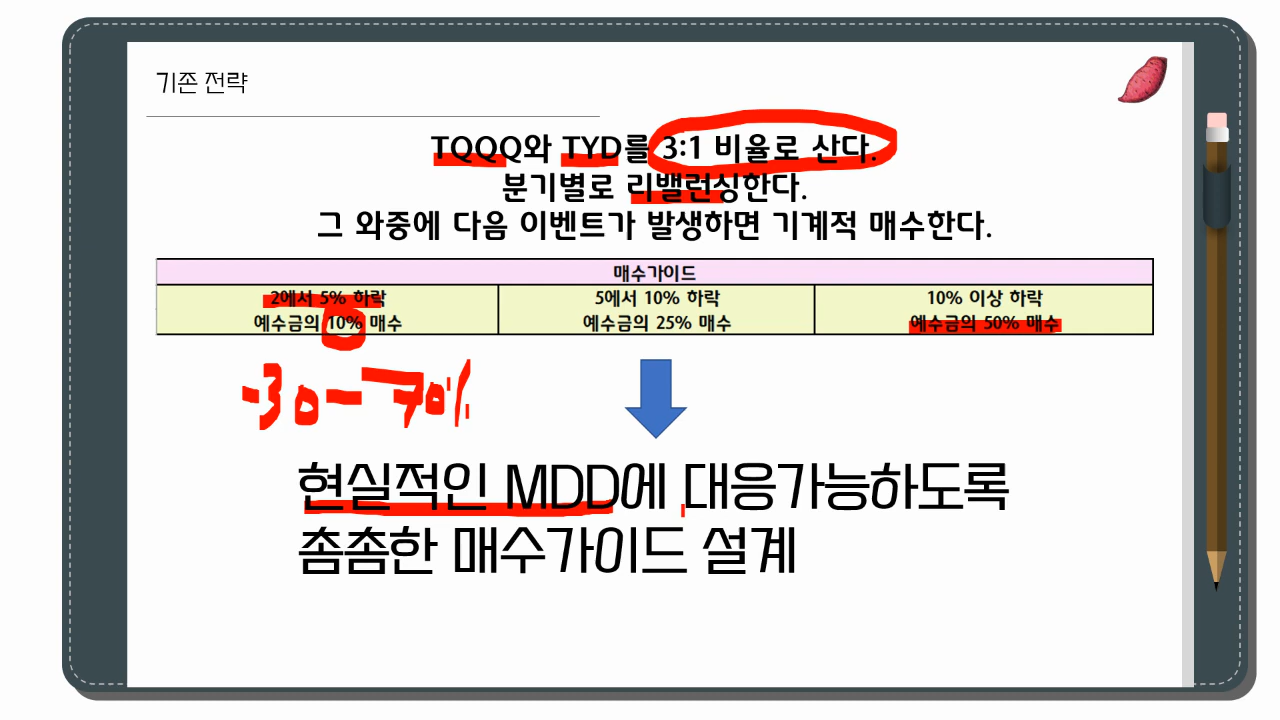 기존 전략
TQQQ와 TYD를 3:1 비율로 산다.
분기별로 리밸런싱한다.
그 와중에 다음 이벤트가 발생하면 기계적 매수한다.
매수가이드
2에서 5% 하락
예수금의 10% 매수
5에서 10% 하락
예수금의 25% 매수
10% 이상 하락
예수금의 50% 매수
-30-70%
현실적인 MDD에 대응가능하도록
촘촘한 매수가이드 설계